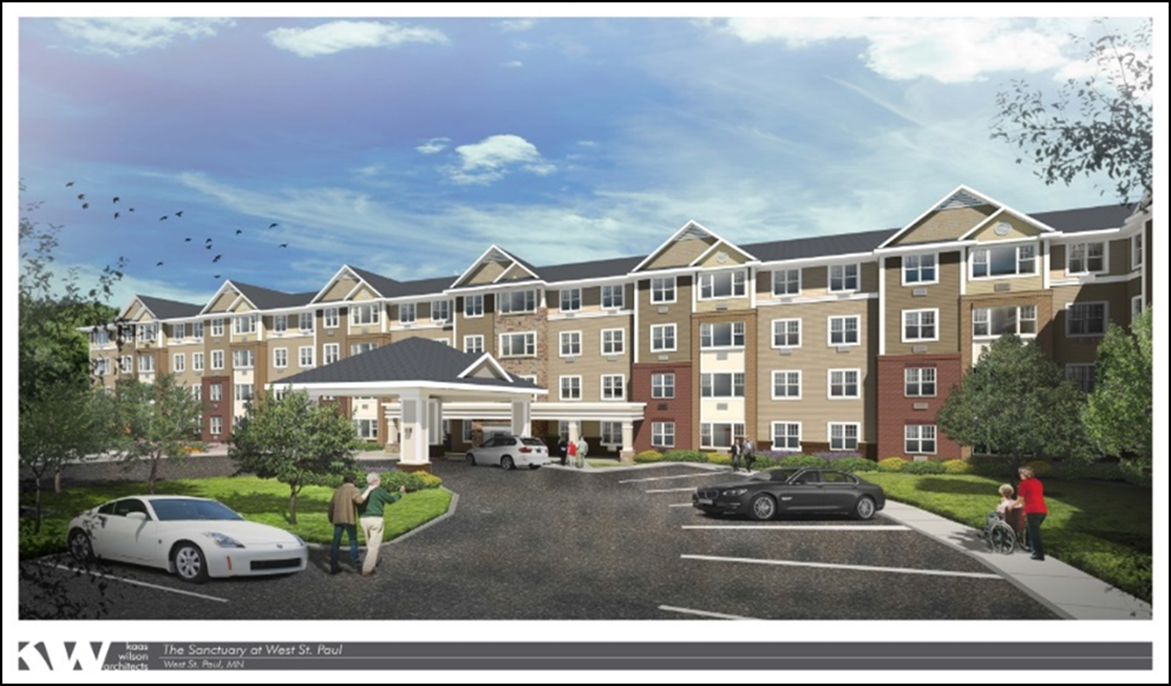 KW
kaas
wilson
architects
The Sanctuary at West St. Paul
West St. Paul, MN